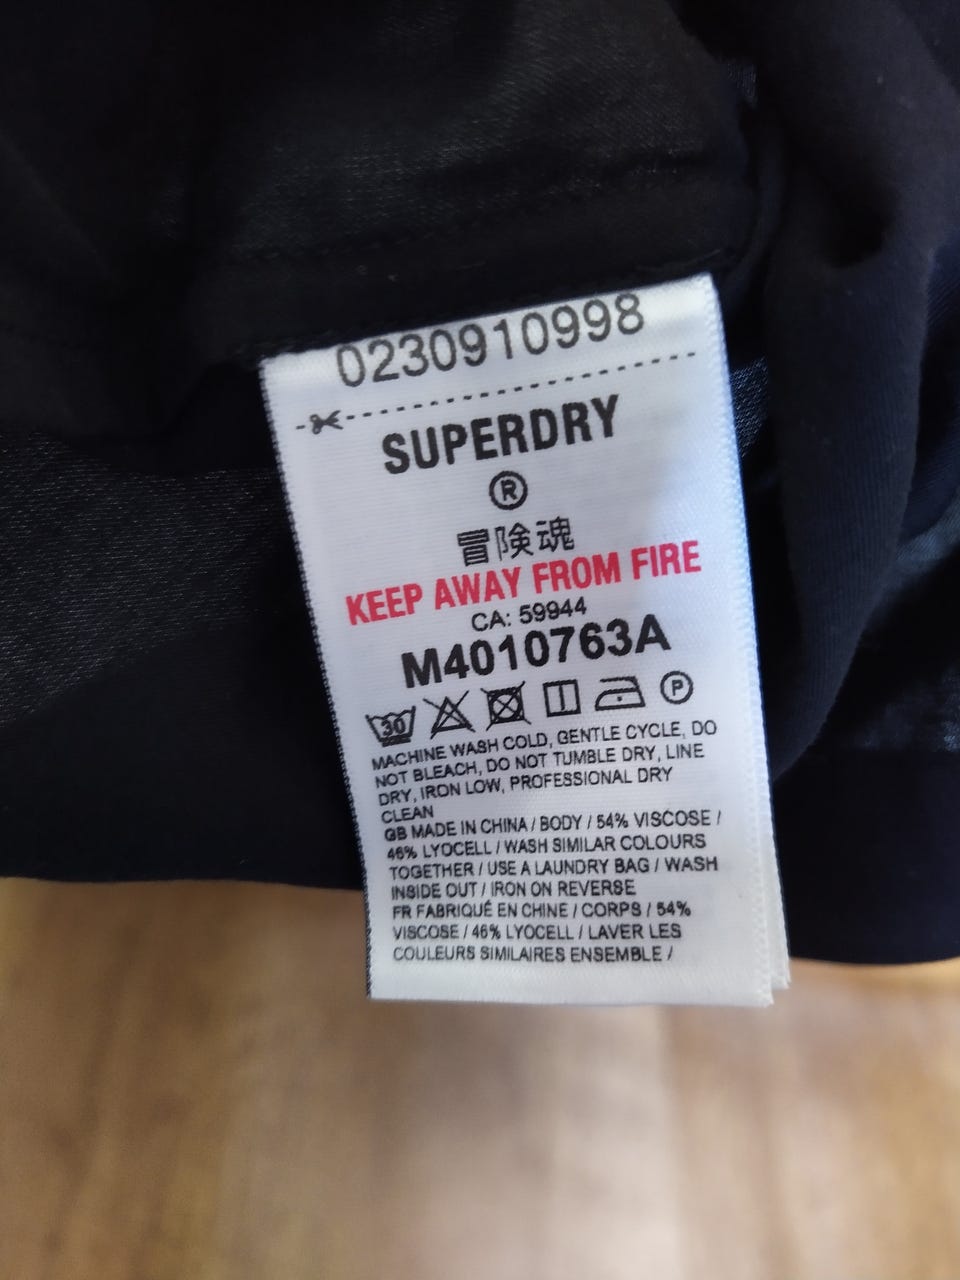 0230910998
SUPERDRY
®
冒険魂
KEEP AWAY FROM FIRE
CA: 59944
M4010763A
30 P
MACHINE WASH COLD, GENTLE CYCLE, DO
NOT BLEACH, DO NOT TUMBLE DRY, LINE
DRY, IRON LOW, PROFESSIONAL DRY
CLEAN
GB MADE IN CHINA / BODY / 54% VISCOSE /
46% LYOCELL / WASH SIMILAR COLOURS
TOGETHER / USE A LAUNDRY BAG / WASH
INSIDE OUT / IRON ON REVERSE
FR FABRIQUÉ EN CHINE / CORPS / 54%
VISCOSE / 46% LYOCELL / LAVER LES
COULEURS SIMILAIRES ENSEMBLE /